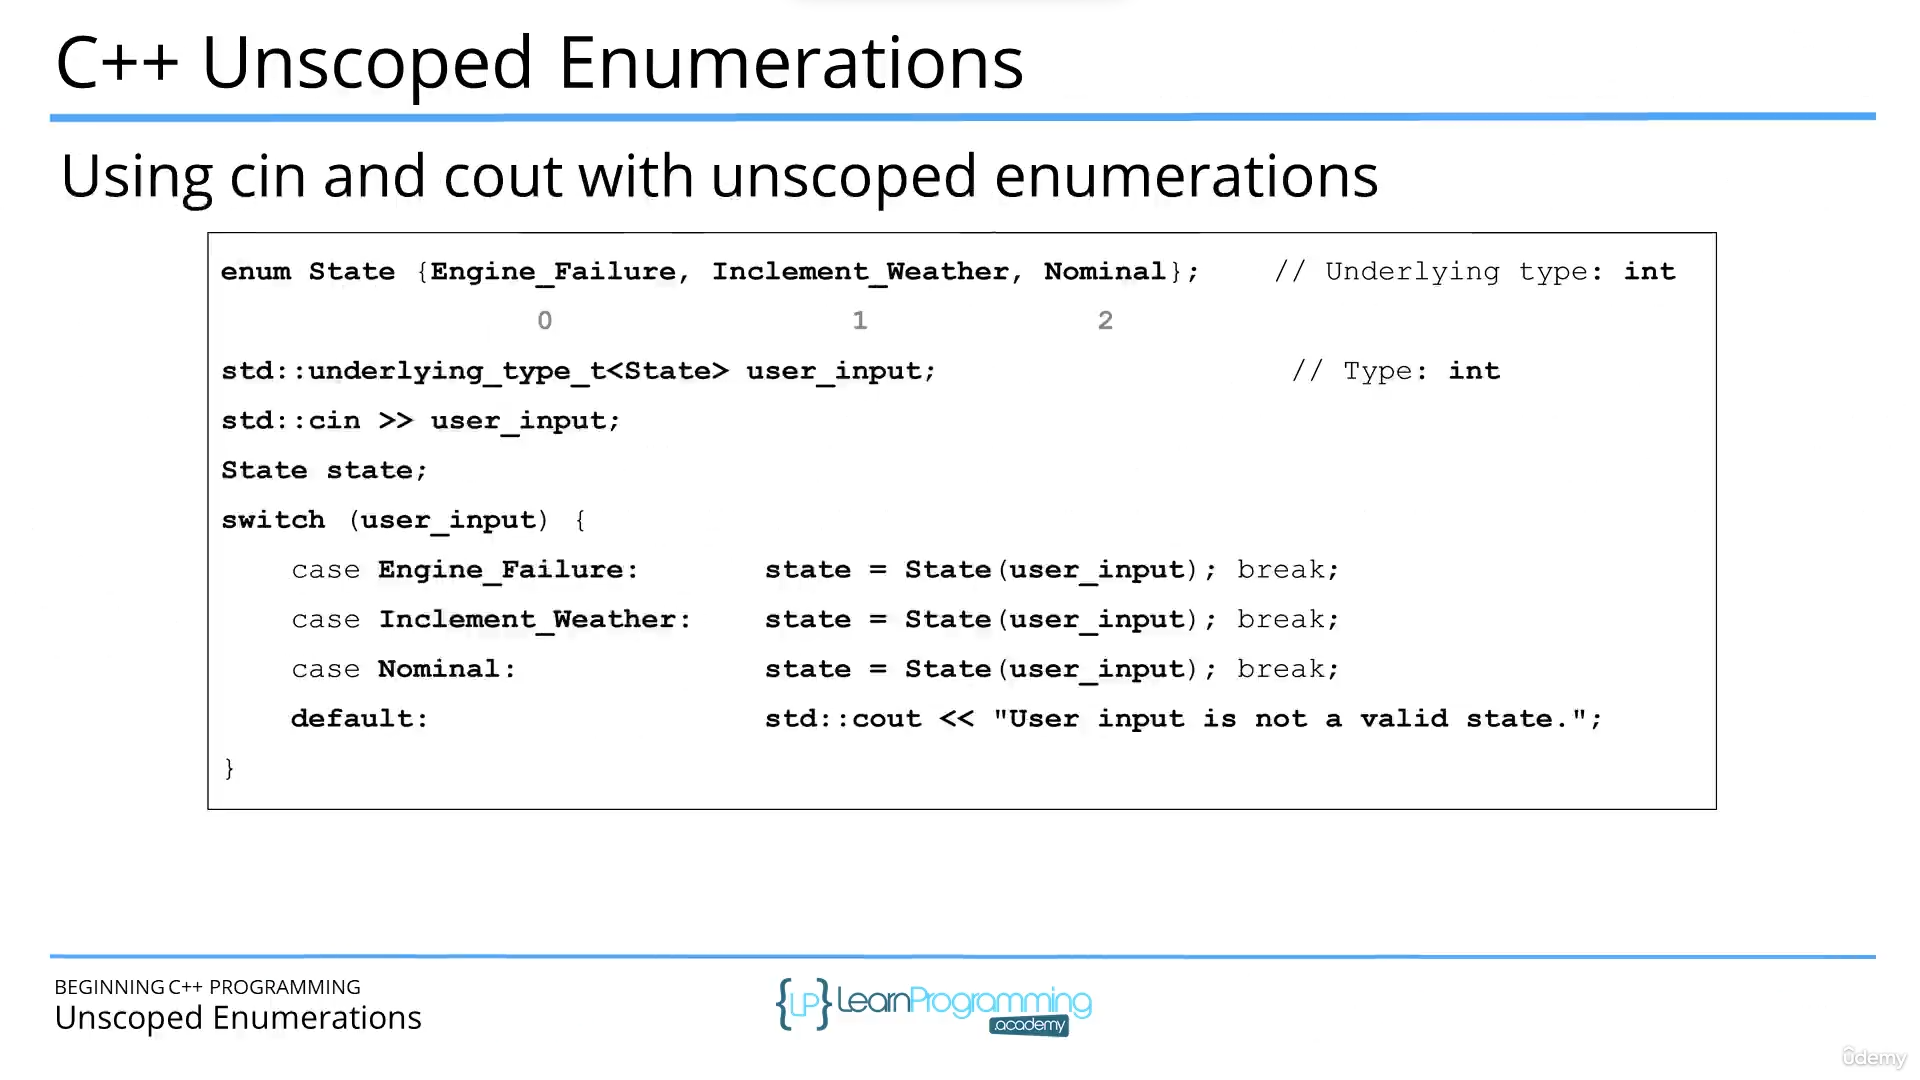 C++ Unscoped Enumerations
Using cin and cout with unscoped enumerations
enum State {Engine_Failure, Inclement_Weather, Nominal}; // Underlying type: int
0 1 2
std::underlying_type_t<State> user_input; // Type: int
std::cin >> user_input;
State state;
switch (user_input) {
case Engine_Failure: state = State(user_input); break;
case Inclement_Weather: state = State(user_input); break;
case Nominal: state = State(user_input); break;
default: std::cout << "User input is not a valid state.";
}
BEGINNING C++ PROGRAMMING
Unscoped Enumerations
{LP} LearnProgramming
.academy
ûdemy